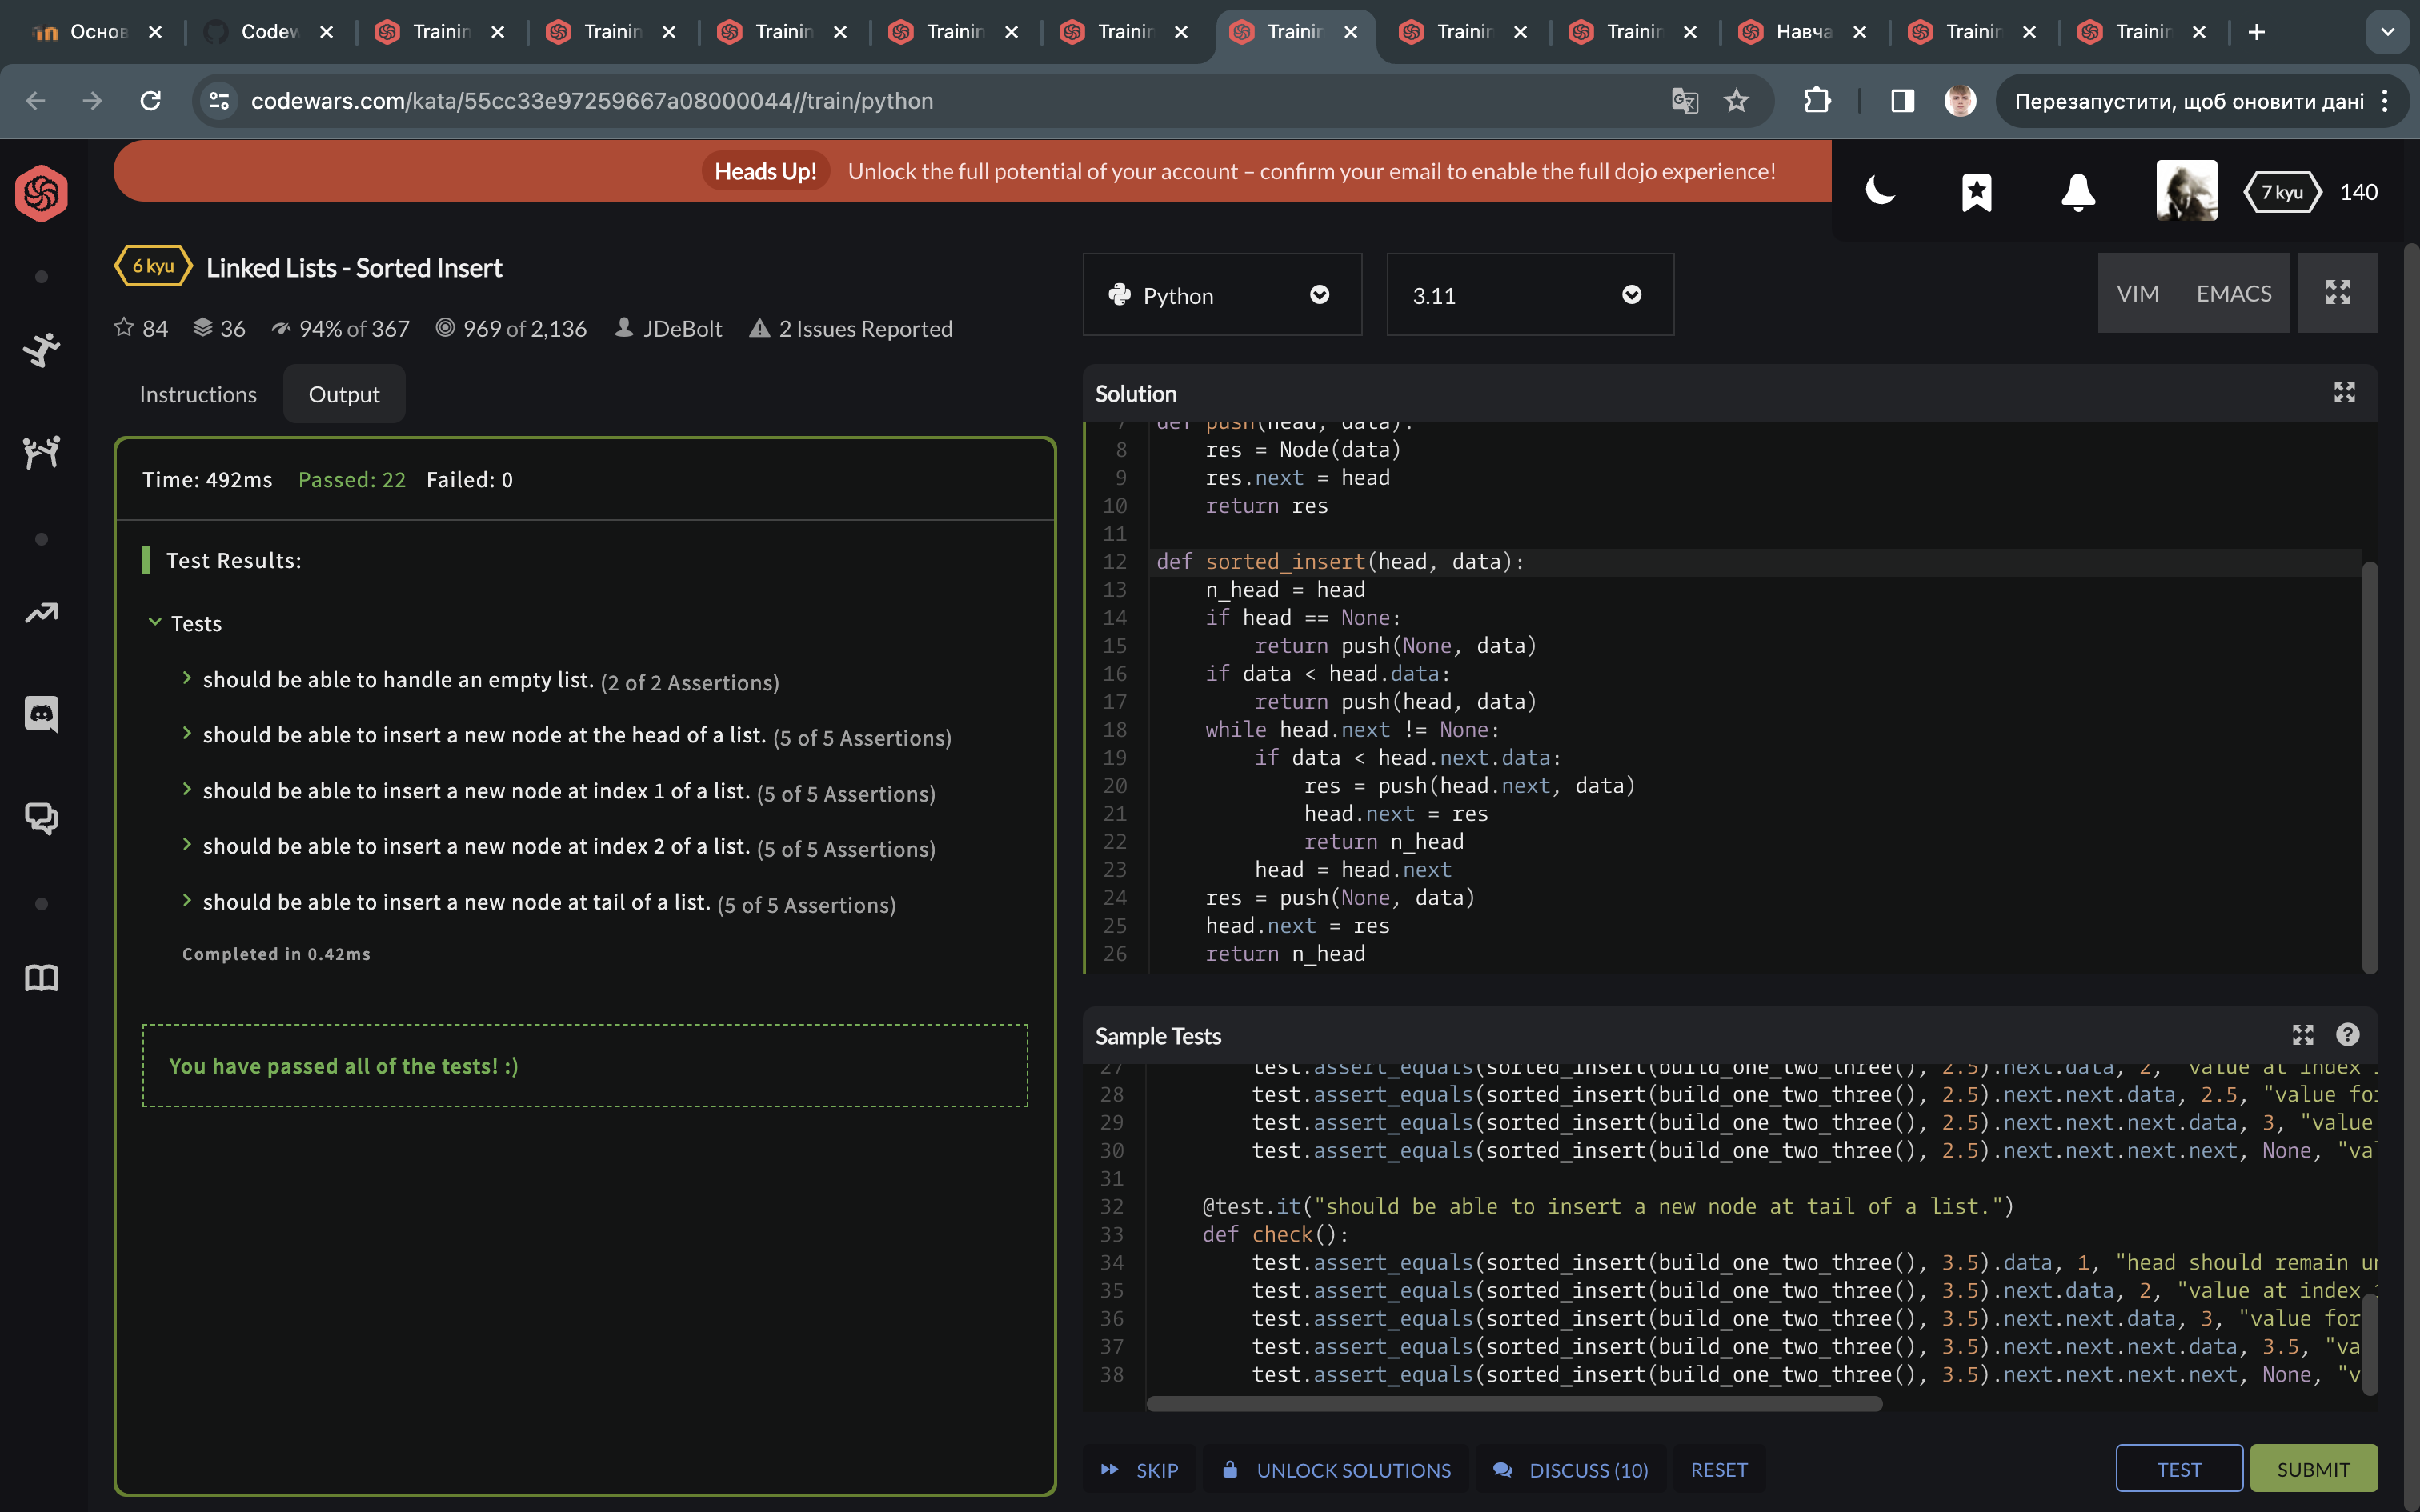 Основ
Codew
Trainin
Trainin
Trainin
Trainin
Trainin
Trainin
Trainin
Trainin
Навча
Trainin
Trainin
codewars.com/kata/55cc33e97259667a08000044//train/python
Перезапустити, щоб оновити дані
Heads Up! Unlock the full potential of your account – confirm your email to enable the full dojo experience!
7 kyu 140
6 kyu Linked Lists - Sorted Insert
84 36 94% of 367 969 of 2,136 JDeBolt 2 Issues Reported
Python
3.11
VIM EMACS
Instructions Output
Time: 492ms Passed: 22 Failed: 0
Test Results:
Tests
should be able to handle an empty list. (2 of 2 Assertions)
should be able to insert a new node at the head of a list. (5 of 5 Assertions)
should be able to insert a new node at index 1 of a list. (5 of 5 Assertions)
should be able to insert a new node at index 2 of a list. (5 of 5 Assertions)
should be able to insert a new node at tail of a list. (5 of 5 Assertions)
Completed in 0.42ms
You have passed all of the tests! :)
Solution
7 def push(head, data):
8 res = Node(data)
9 res.next = head
10 return res
11
12 def sorted_insert(head, data):
13 n_head = head
14 if head == None:
15 return push(None, data)
16 if data < head.data:
17 return push(head, data)
18 while head.next != None:
19 if data < head.next.data:
20 res = push(head.next, data)
21 head.next = res
22 return n_head
23 head = head.next
24 res = push(None, data)
25 head.next = res
26 return n_head
Sample Tests
27 test.assert_equals(sorted_insert(build_one_two_three(), 2.5).next.data, 2, "value at index 1
28 test.assert_equals(sorted_insert(build_one_two_three(), 2.5).next.next.data, 2.5, "value for
29 test.assert_equals(sorted_insert(build_one_two_three(), 2.5).next.next.next.data, 3, "value
30 test.assert_equals(sorted_insert(build_one_two_three(), 2.5).next.next.next.next, None, "va
31
32 @test.it("should be able to insert a new node at tail of a list.")
33 def check():
34 test.assert_equals(sorted_insert(build_one_two_three(), 3.5).data, 1, "head should remain un
35 test.assert_equals(sorted_insert(build_one_two_three(), 3.5).next.data, 2, "value at index 1
36 test.assert_equals(sorted_insert(build_one_two_three(), 3.5).next.next.data, 3, "value for
37 test.assert_equals(sorted_insert(build_one_two_three(), 3.5).next.next.next.data, 3.5, "va
38 test.assert_equals(sorted_insert(build_one_two_three(), 3.5).next.next.next.next, None, "v
SKIP UNLOCK SOLUTIONS DISCUSS (10) RESET TEST SUBMIT